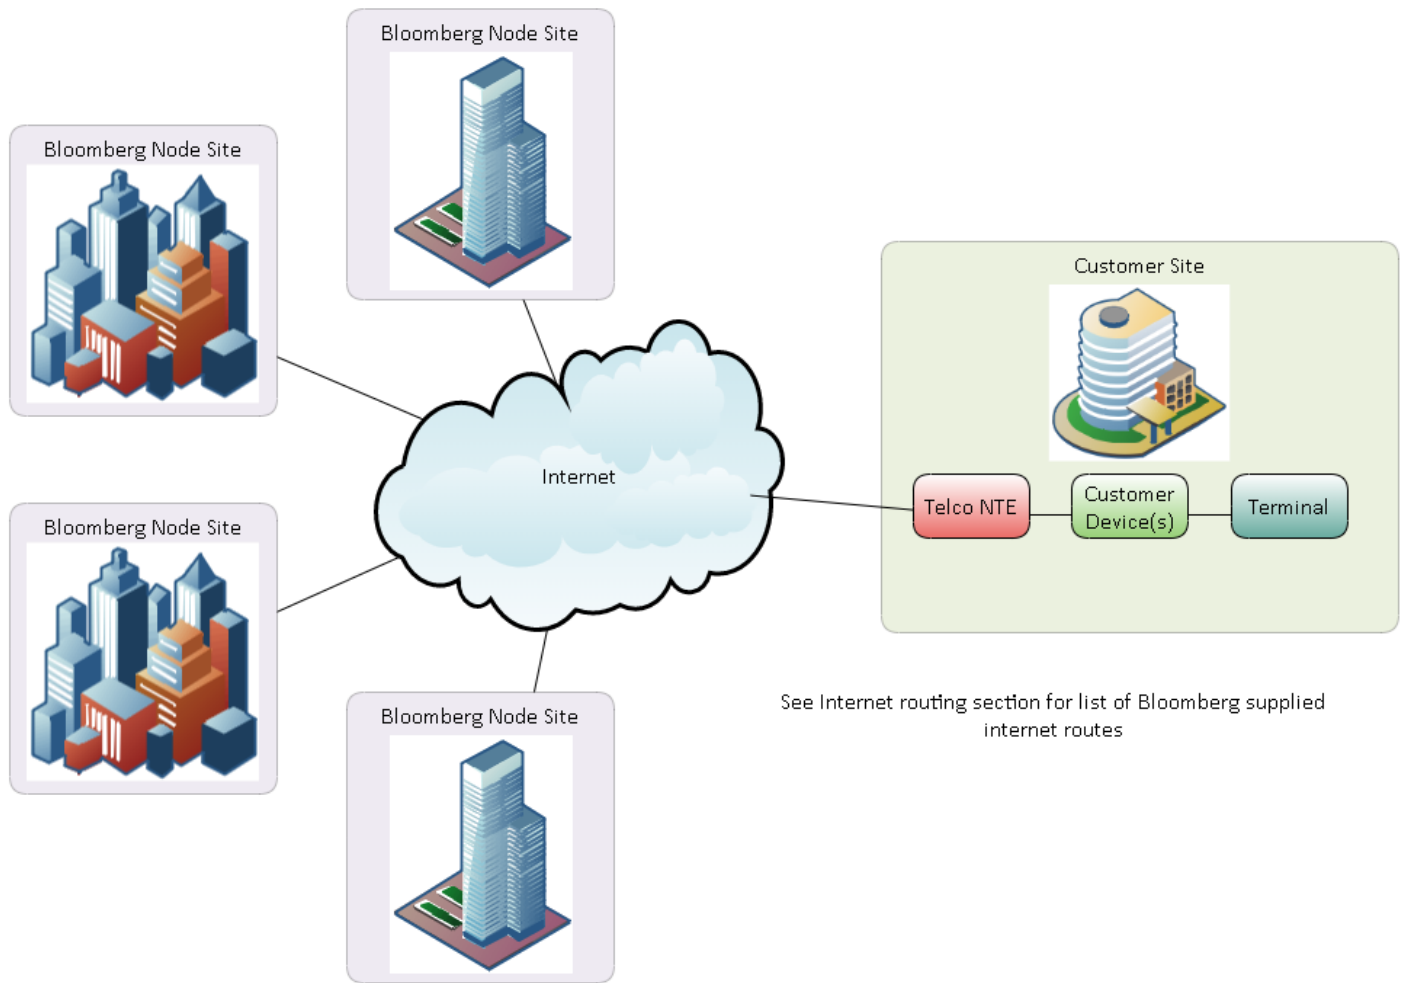 Bloomberg Node Site
Bloomberg Node Site
Customer Site
Internet
Telco NTE
Customer
Device(s)
Terminal
Bloomberg Node Site
Bloomberg Node Site
See Internet routing section for list of Bloomberg supplied
internet routes